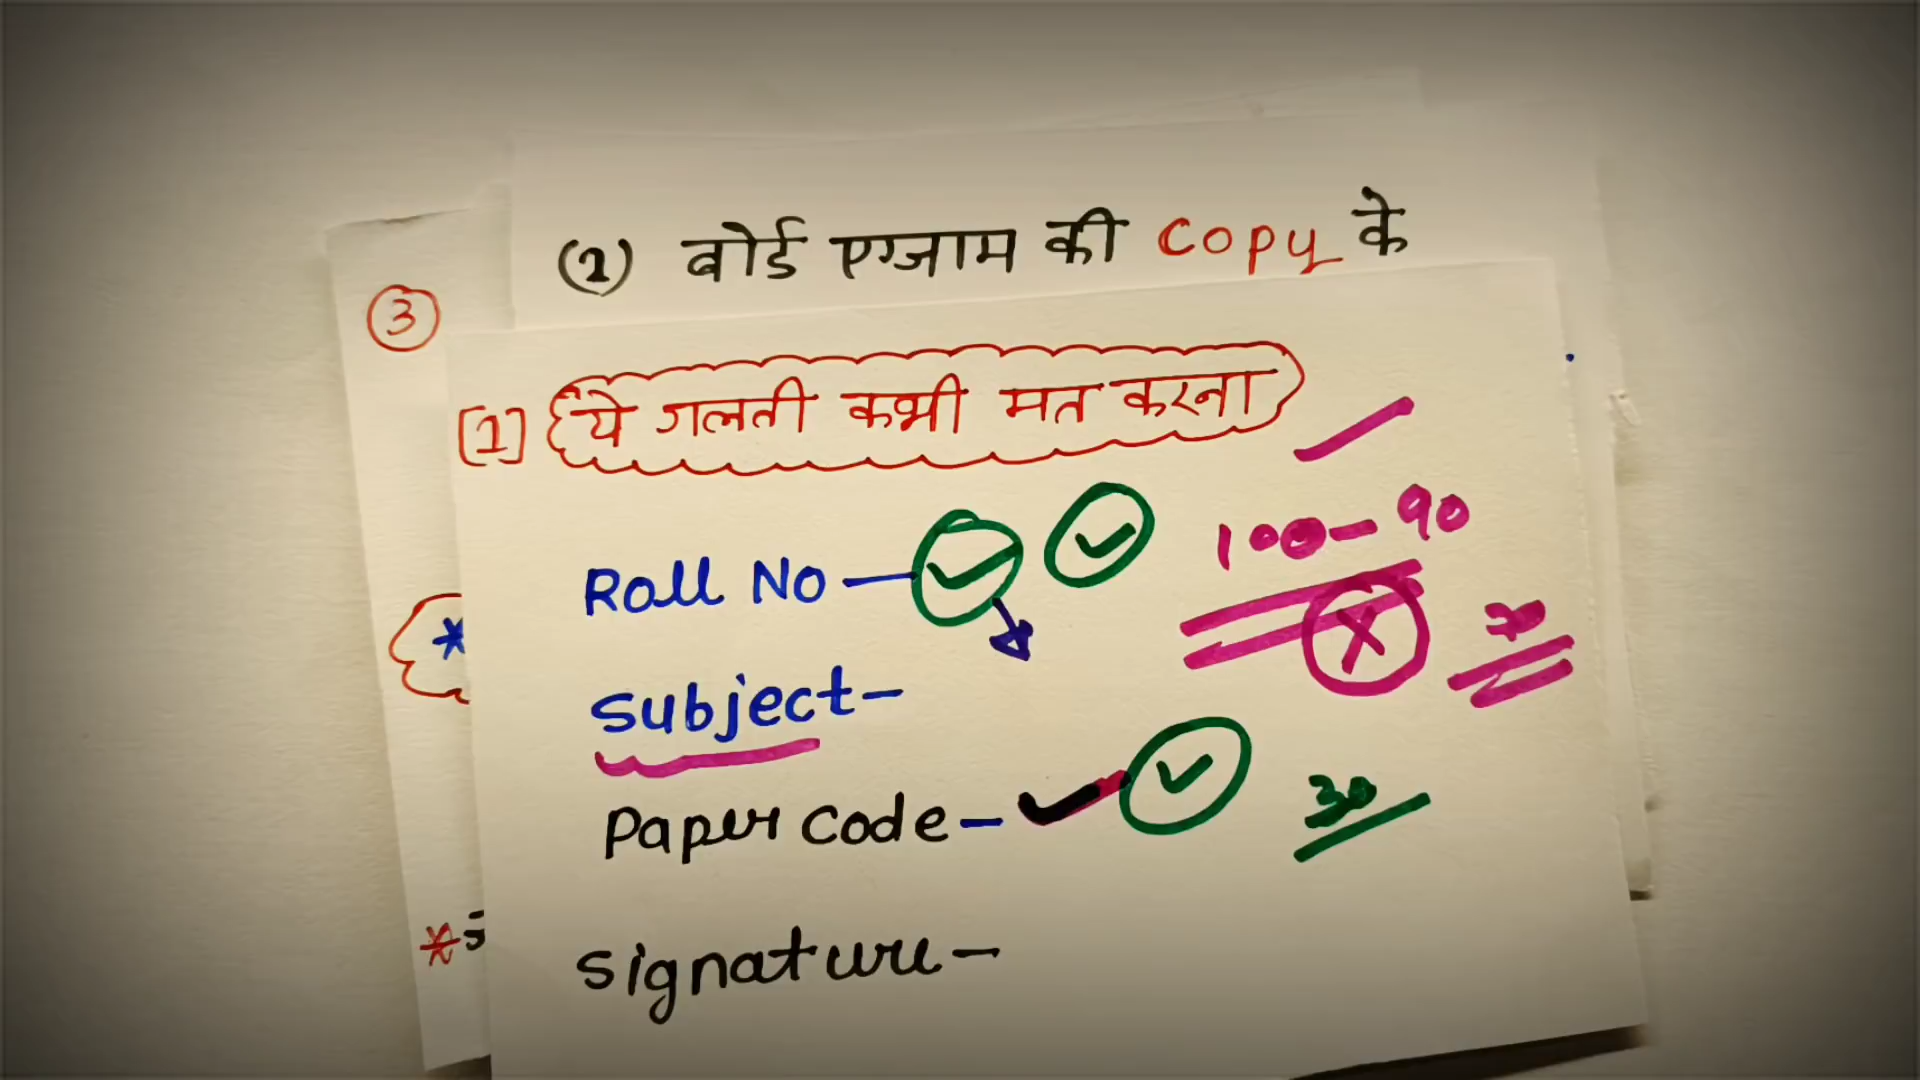 (2) बोर्ड एग्जाम की Copy के
3
[1] ये गलती कभी मत करना
Roll No —
100 - 90
X
Subject -
Paper Code -
30
Signature -